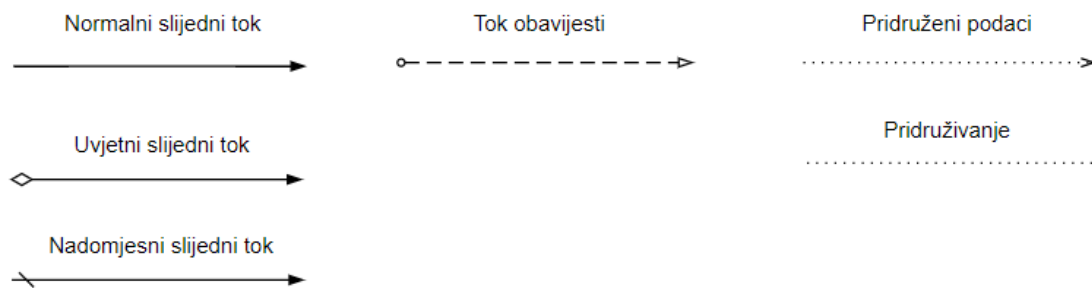 Normalni slijedni tok
Tok obavijesti
Pridruženi podaci
Uvjetni slijedni tok
Pridruživanje
Nadomjesni slijedni tok